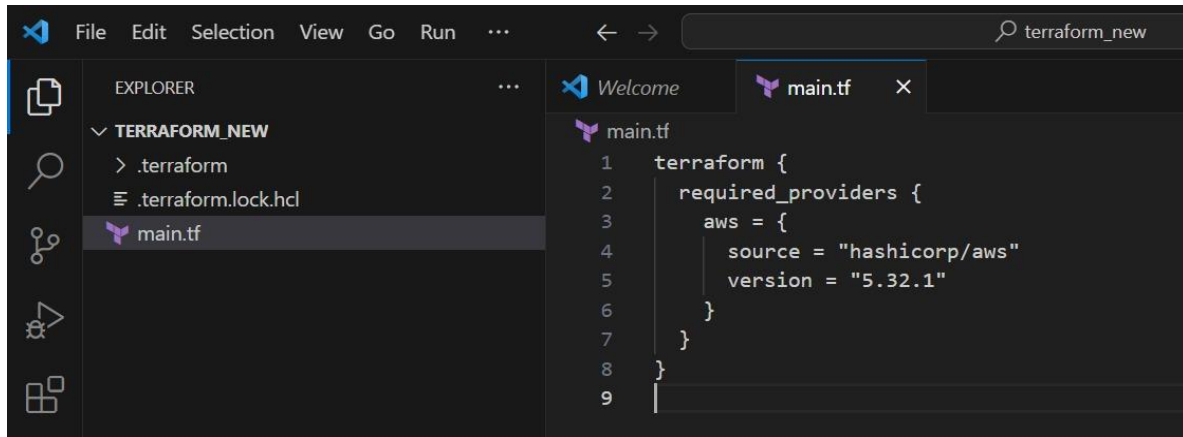 File Edit Selection View Go Run ··· ← → terraform_new
EXPLORER ···
TERRAFORM_NEW
> .terraform
.terraform.lock.hcl
main.tf
Welcome main.tf ×
main.tf
1 terraform {
2 required_providers {
3 aws = {
4 source = "hashicorp/aws"
5 version = "5.32.1"
6 }
7 }
8 }
9